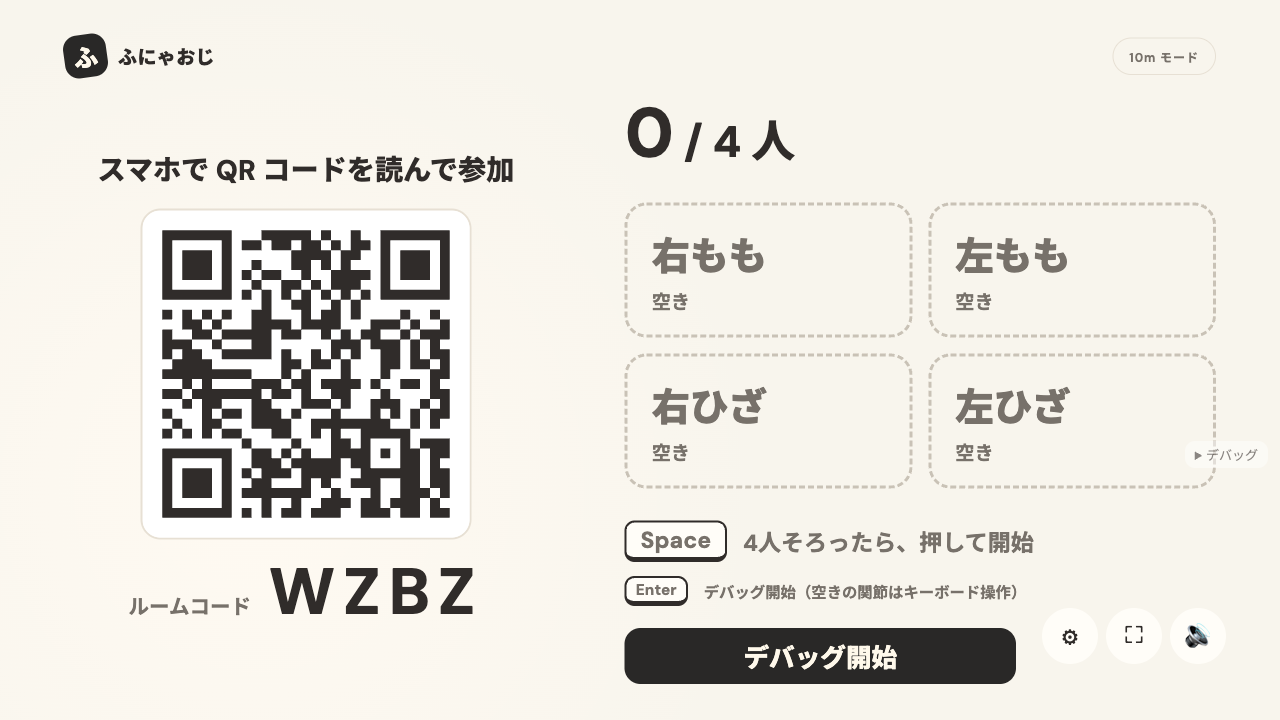 ふ ふにゃおじ
10m モード
スマホで QR コードを読んで参加
ルームコード WZBZ
0 / 4 人
右もも
空き
左もも
空き
右ひざ
空き
左ひざ
空き
▶ デバッグ
Space 4人そろったら、押して開始
Enter デバッグ開始（空きの関節はキーボード操作）
デバッグ開始